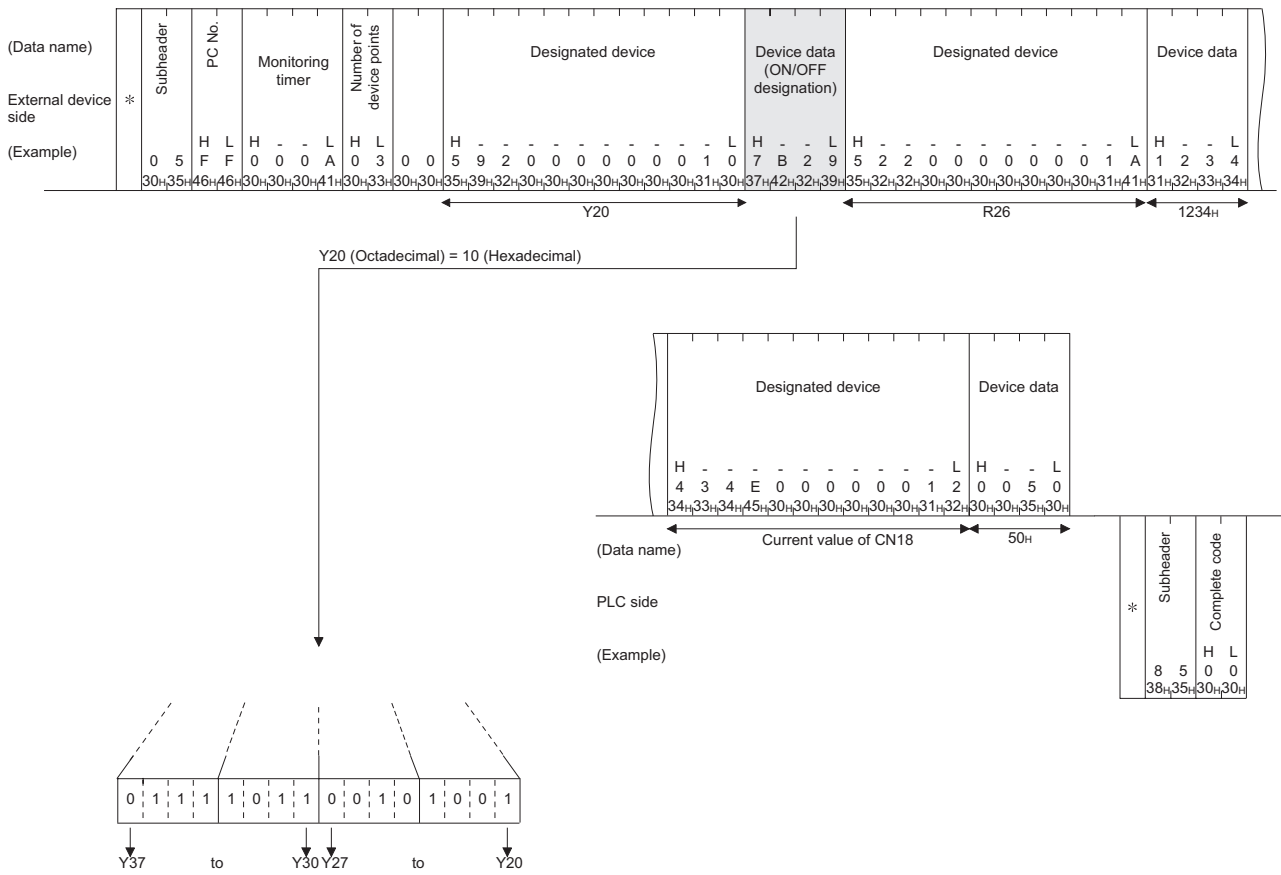 (Data name)
External device side
(Example)
*
Subheader
PC No.
Monitoring timer
Number of device points
Designated device
Device data (ON/OFF designation)
Designated device
Device data
H L H - - L H L H - - - - - - - - - - L H - - L H - - - - - - - - - - L H - - L
0 5 F F 0 0 0 A 0 3 0 0 5 9 2 0 0 0 0 0 0 0 1 0 7 B 2 9 5 2 2 0 0 0 0 0 0 0 1 A 1 2 3 4
30H 35H 46H 46H 30H 30H 30H 41H 30H 33H 30H 30H 35H 39H 32H 30H 30H 30H 30H 30H 30H 30H 31H 30H 37H 42H 32H 39H 35H 32H 32H 30H 30H 30H 30H 30H 30H 30H 31H 41H 31H 32H 33H 34H
Y20
R26
1234H
Y20 (Octadecimal) = 10 (Hexadecimal)
Designated device
Device data
H - - - - - - - - - - L H - - L
4 3 4 E 0 0 0 0 0 0 1 2 0 0 5 0
34H 33H 34H 45H 30H 30H 30H 30H 30H 30H 31H 32H 30H 30H 35H 30H
Current value of CN18
50H
(Data name)
PLC side
(Example)
*
Subheader
Complete code
H L
8 5 0 0
38H 35H 30H 30H
0 1 1 1 1 0 1 1 0 0 1 0 1 0 0 1
Y37 to Y30 Y27 to Y20